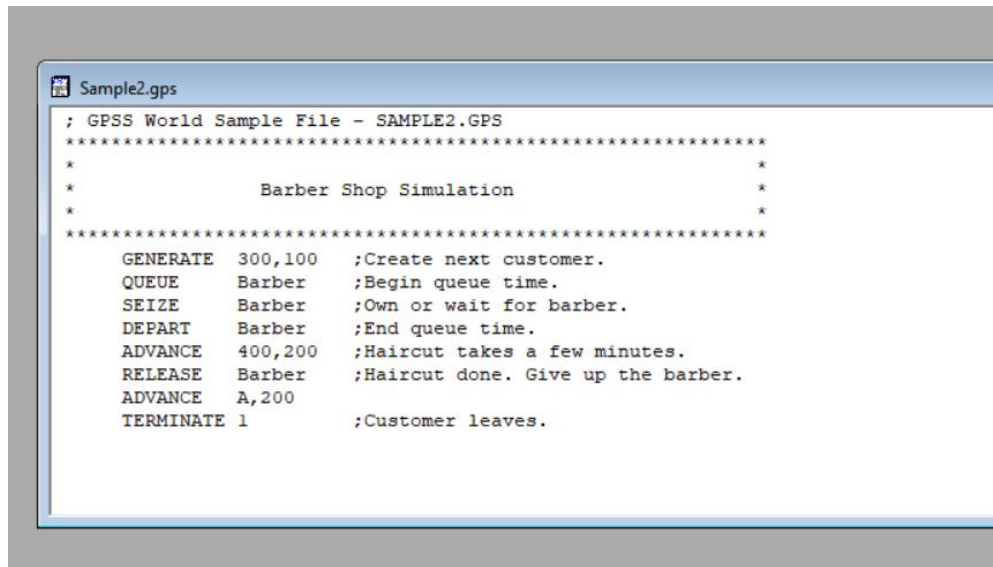 Sample2.gps
; GPSS World Sample File - SAMPLE2.GPS
*************************************************************
*                                                           *
*                Barber Shop Simulation                     *
*                                                           *
*************************************************************
GENERATE  300,100   ;Create next customer.
QUEUE     Barber    ;Begin queue time.
SEIZE     Barber    ;Own or wait for barber.
DEPART    Barber    ;End queue time.
ADVANCE   400,200   ;Haircut takes a few minutes.
RELEASE   Barber    ;Haircut done. Give up the barber.
ADVANCE   A,200
TERMINATE 1         ;Customer leaves.